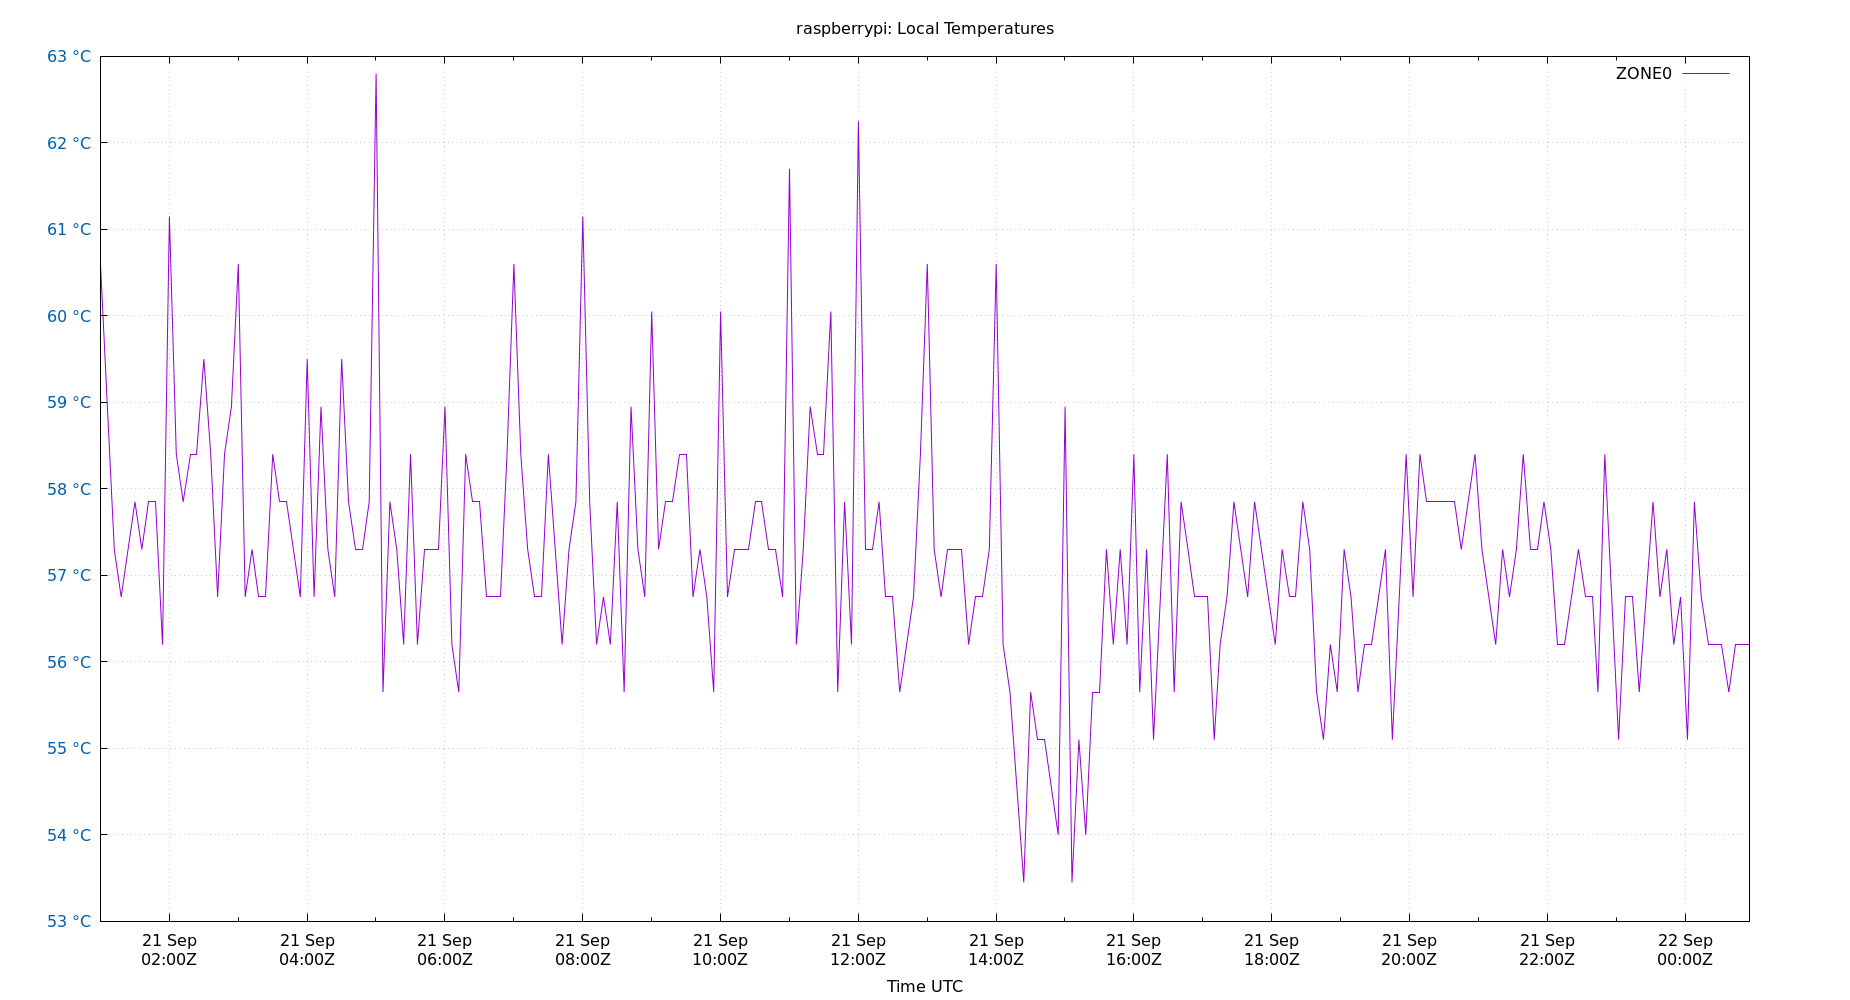 raspberrypi: Local Temperatures
63 °C
62 °C
61 °C
60 °C
59 °C
58 °C
57 °C
56 °C
55 °C
54 °C
53 °C
ZONE0
21 Sep 21 Sep 21 Sep 21 Sep 21 Sep 21 Sep 21 Sep 21 Sep 21 Sep 21 Sep 21 Sep 22 Sep
02:00Z 04:00Z 06:00Z 08:00Z 10:00Z 12:00Z 14:00Z 16:00Z 18:00Z 20:00Z 22:00Z 00:00Z
Time UTC